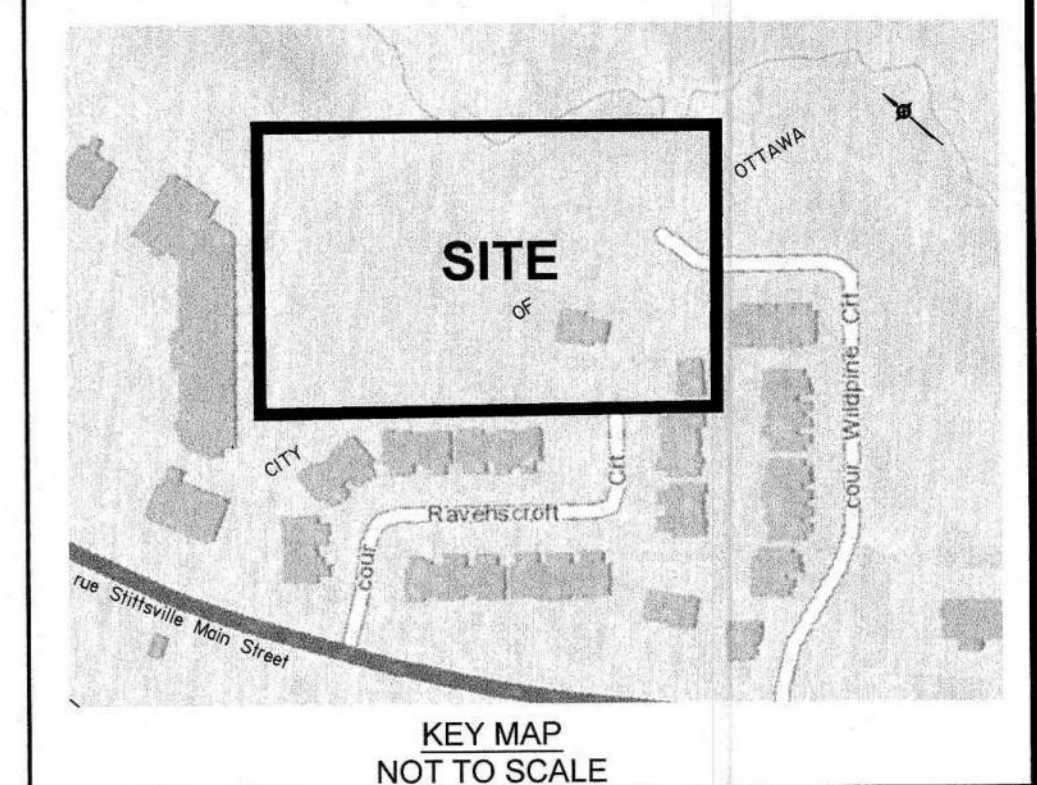 OTTAWA
SITE
OF
CITY
cour Wildpine Crt
cour Ravenscroft Crt
rue Stittsville Main Street
KEY MAP
NOT TO SCALE